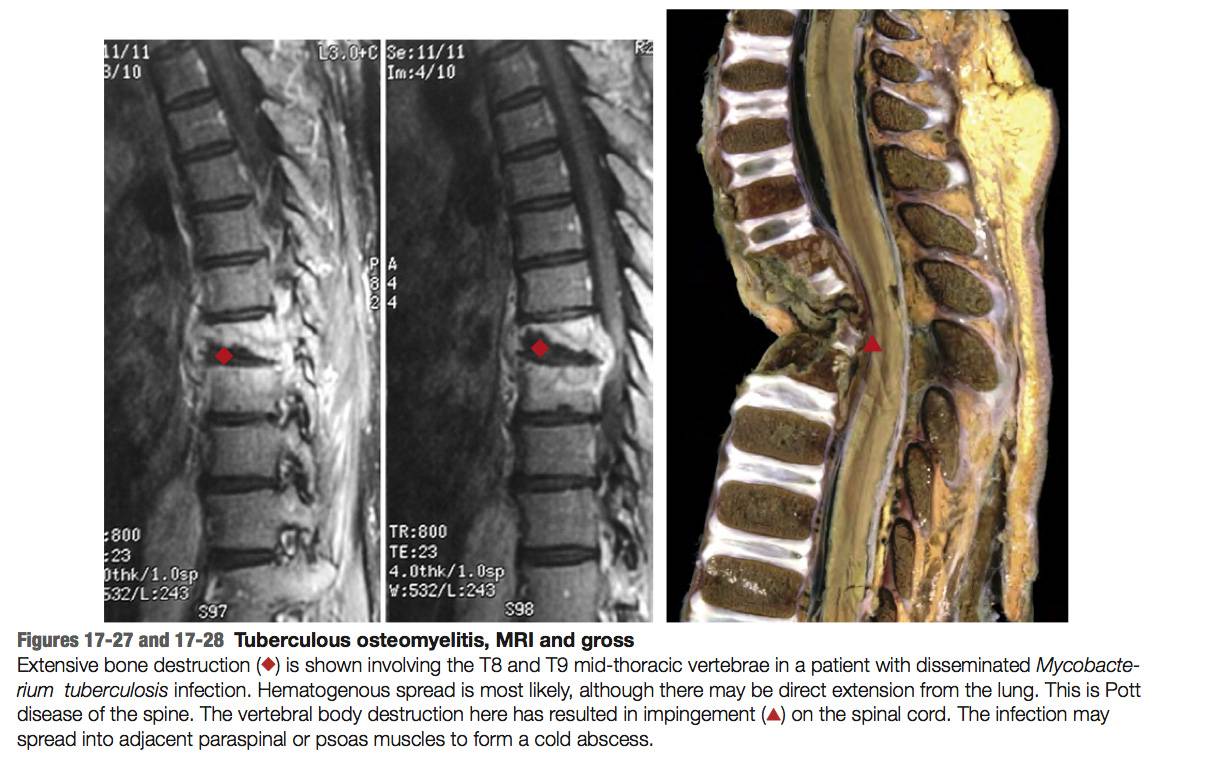 11/11
3/10
L3.0+C
Se:11/11
Im:4/10
R2
P A
8 4
2 4
:800
:23
0thk/1.0sp
532/L:243
S97
TR:800
TE:23
4.0thk/1.0sp
W:532/L:243
S98
Figures 17-27 and 17-28 Tuberculous osteomyelitis, MRI and gross
Extensive bone destruction (♦) is shown involving the T8 and T9 mid-thoracic vertebrae in a patient with disseminated Mycobacte-
rium tuberculosis infection. Hematogenous spread is most likely, although there may be direct extension from the lung. This is Pott
disease of the spine. The vertebral body destruction here has resulted in impingement (▲) on the spinal cord. The infection may
spread into adjacent paraspinal or psoas muscles to form a cold abscess.